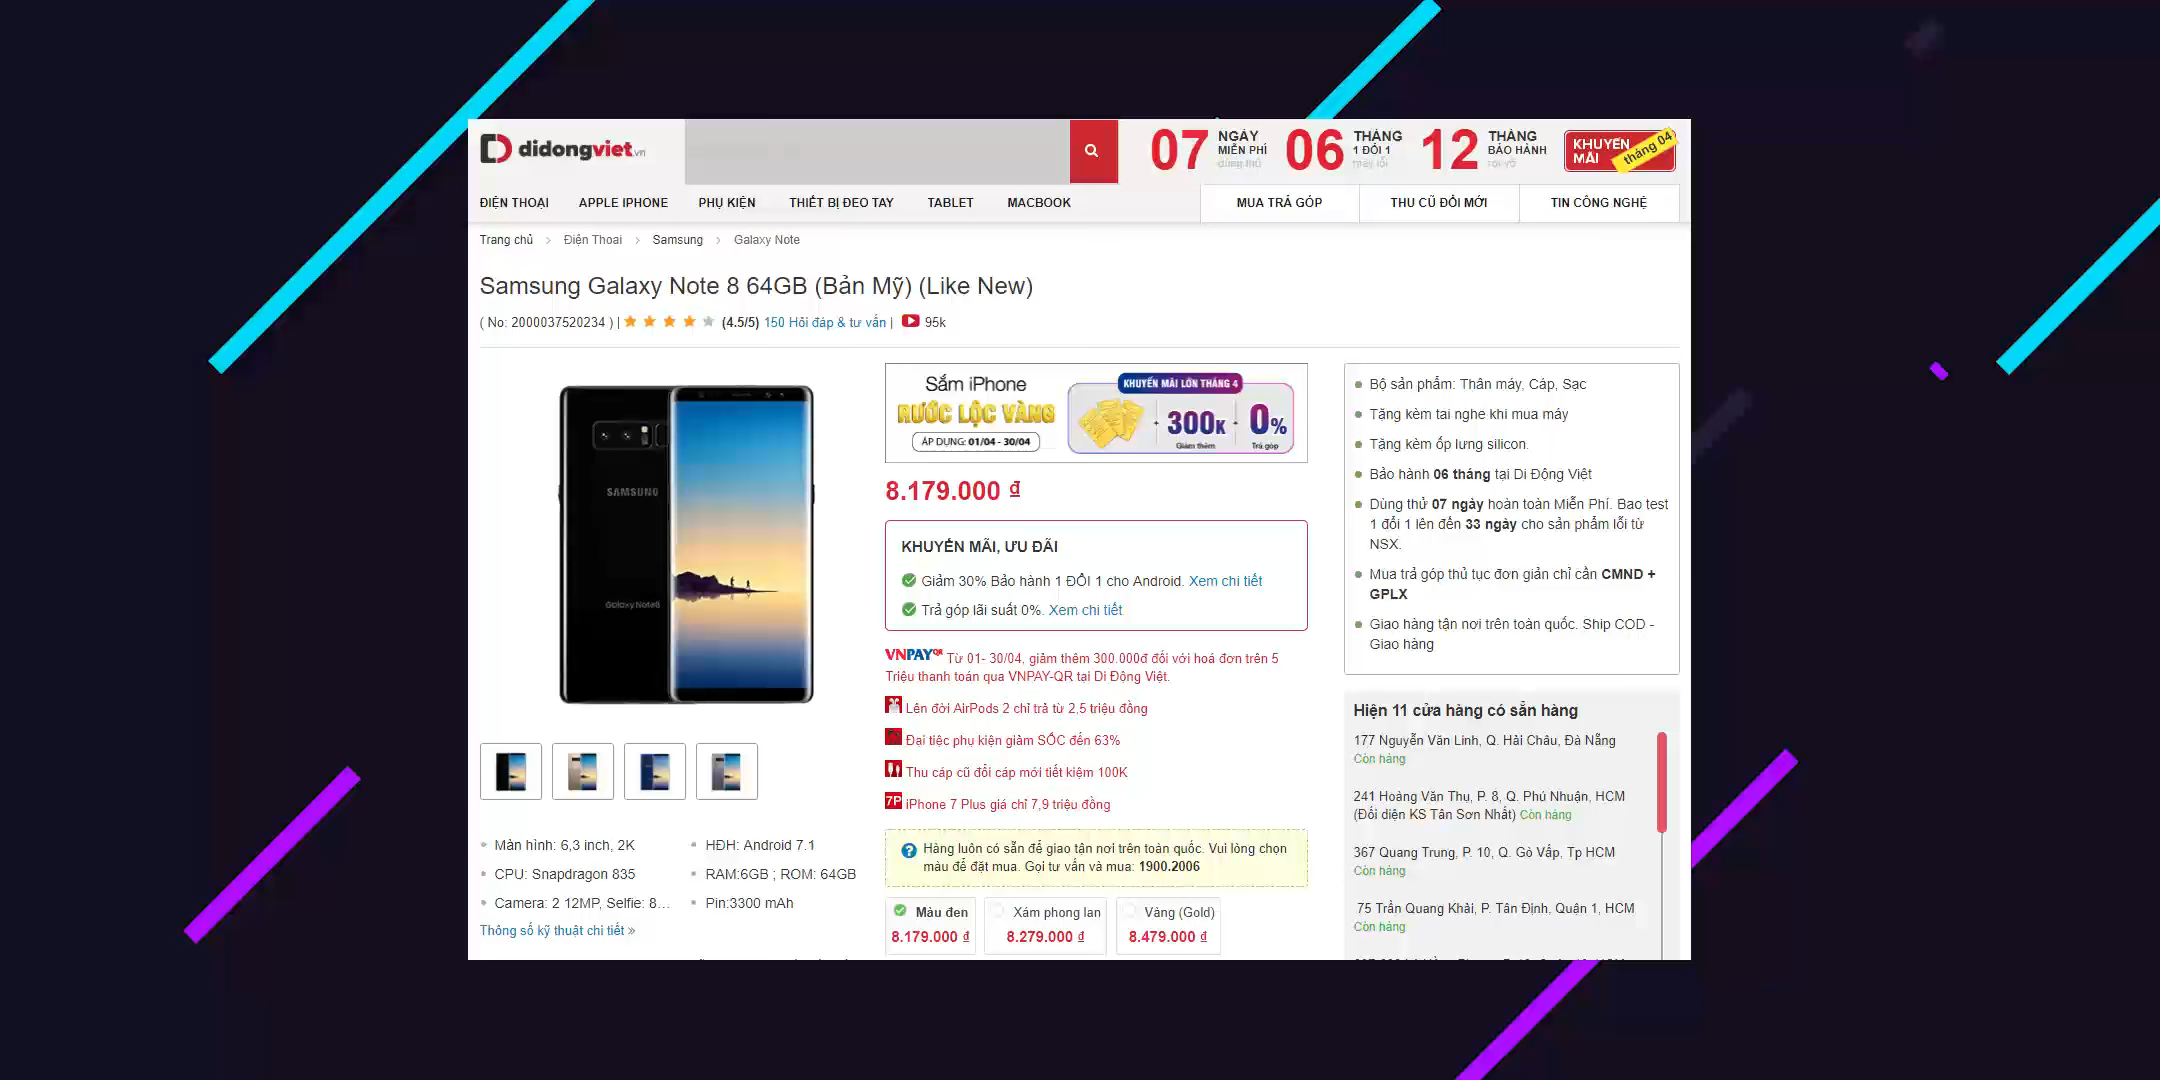 didongviet.vn
07 NGÀY MIỄN PHÍ dùng thử
06 THÁNG 1 ĐỔI 1 máy lỗi
12 THÁNG BẢO HÀNH rơi vỡ
KHUYẾN MÃI tháng 04
ĐIỆN THOẠI APPLE IPHONE PHỤ KIỆN THIẾT BỊ ĐEO TAY TABLET MACBOOK MUA TRẢ GÓP THU CŨ ĐỔI MỚI TIN CÔNG NGHỆ
Trang chủ > Điện Thoại > Samsung > Galaxy Note
Samsung Galaxy Note 8 64GB (Bản Mỹ) (Like New)
( No: 2000037520234 ) | (4.5/5) 150 Hỏi đáp & tư vấn | 95k
SAMSUNG
Galaxy Note8
Màn hình: 6,3 inch, 2K
HĐH: Android 7.1
CPU: Snapdragon 835
RAM:6GB ; ROM: 64GB
Camera: 2 12MP, Selfie: 8...
Pin:3300 mAh
Thông số kỹ thuật chi tiết »
Sắm iPhone
RƯỚC LỘC VÀNG
ÁP DỤNG: 01/04 - 30/04
KHUYẾN MÃI LỚN THÁNG 4
+ 300K + 0%
Giảm thêm Trả góp
8.179.000 ₫
KHUYẾN MÃI, ƯU ĐÃI
Giảm 30% Bảo hành 1 ĐỔI 1 cho Android. Xem chi tiết
Trả góp lãi suất 0%. Xem chi tiết
VNPAYQR Từ 01- 30/04, giảm thêm 300.000đ đối với hoá đơn trên 5
Triệu thanh toán qua VNPAY-QR tại Di Động Việt.
Lên đời AirPods 2 chỉ trả từ 2,5 triệu đồng
Đại tiệc phụ kiện giảm SỐC đến 63%
Thu cáp cũ đổi cáp mới tiết kiệm 100K
7P iPhone 7 Plus giá chỉ 7,9 triệu đồng
Hàng luôn có sẵn để giao tận nơi trên toàn quốc. Vui lòng chọn
màu để đặt mua. Gọi tư vấn và mua: 1900.2006
Màu đen Xám phong lan Vàng (Gold)
8.179.000 ₫ 8.279.000 ₫ 8.479.000 ₫
Bộ sản phẩm: Thân máy, Cáp, Sạc
Tặng kèm tai nghe khi mua máy
Tặng kèm ốp lưng silicon.
Bảo hành 06 tháng tại Di Động Việt
Dùng thử 07 ngày hoàn toàn Miễn Phí. Bao test
1 đổi 1 lên đến 33 ngày cho sản phẩm lỗi từ
NSX.
Mua trả góp thủ tục đơn giản chỉ cần CMND +
GPLX
Giao hàng tận nơi trên toàn quốc. Ship COD -
Giao hàng
Hiện 11 cửa hàng có sẵn hàng
177 Nguyễn Văn Linh, Q. Hải Châu, Đà Nẵng
Còn hàng
241 Hoàng Văn Thụ, P. 8, Q. Phú Nhuận, HCM
(Đối diện KS Tân Sơn Nhất) Còn hàng
367 Quang Trung, P. 10, Q. Gò Vấp, Tp HCM
Còn hàng
75 Trần Quang Khải, P. Tân Định, Quận 1, HCM
Còn hàng